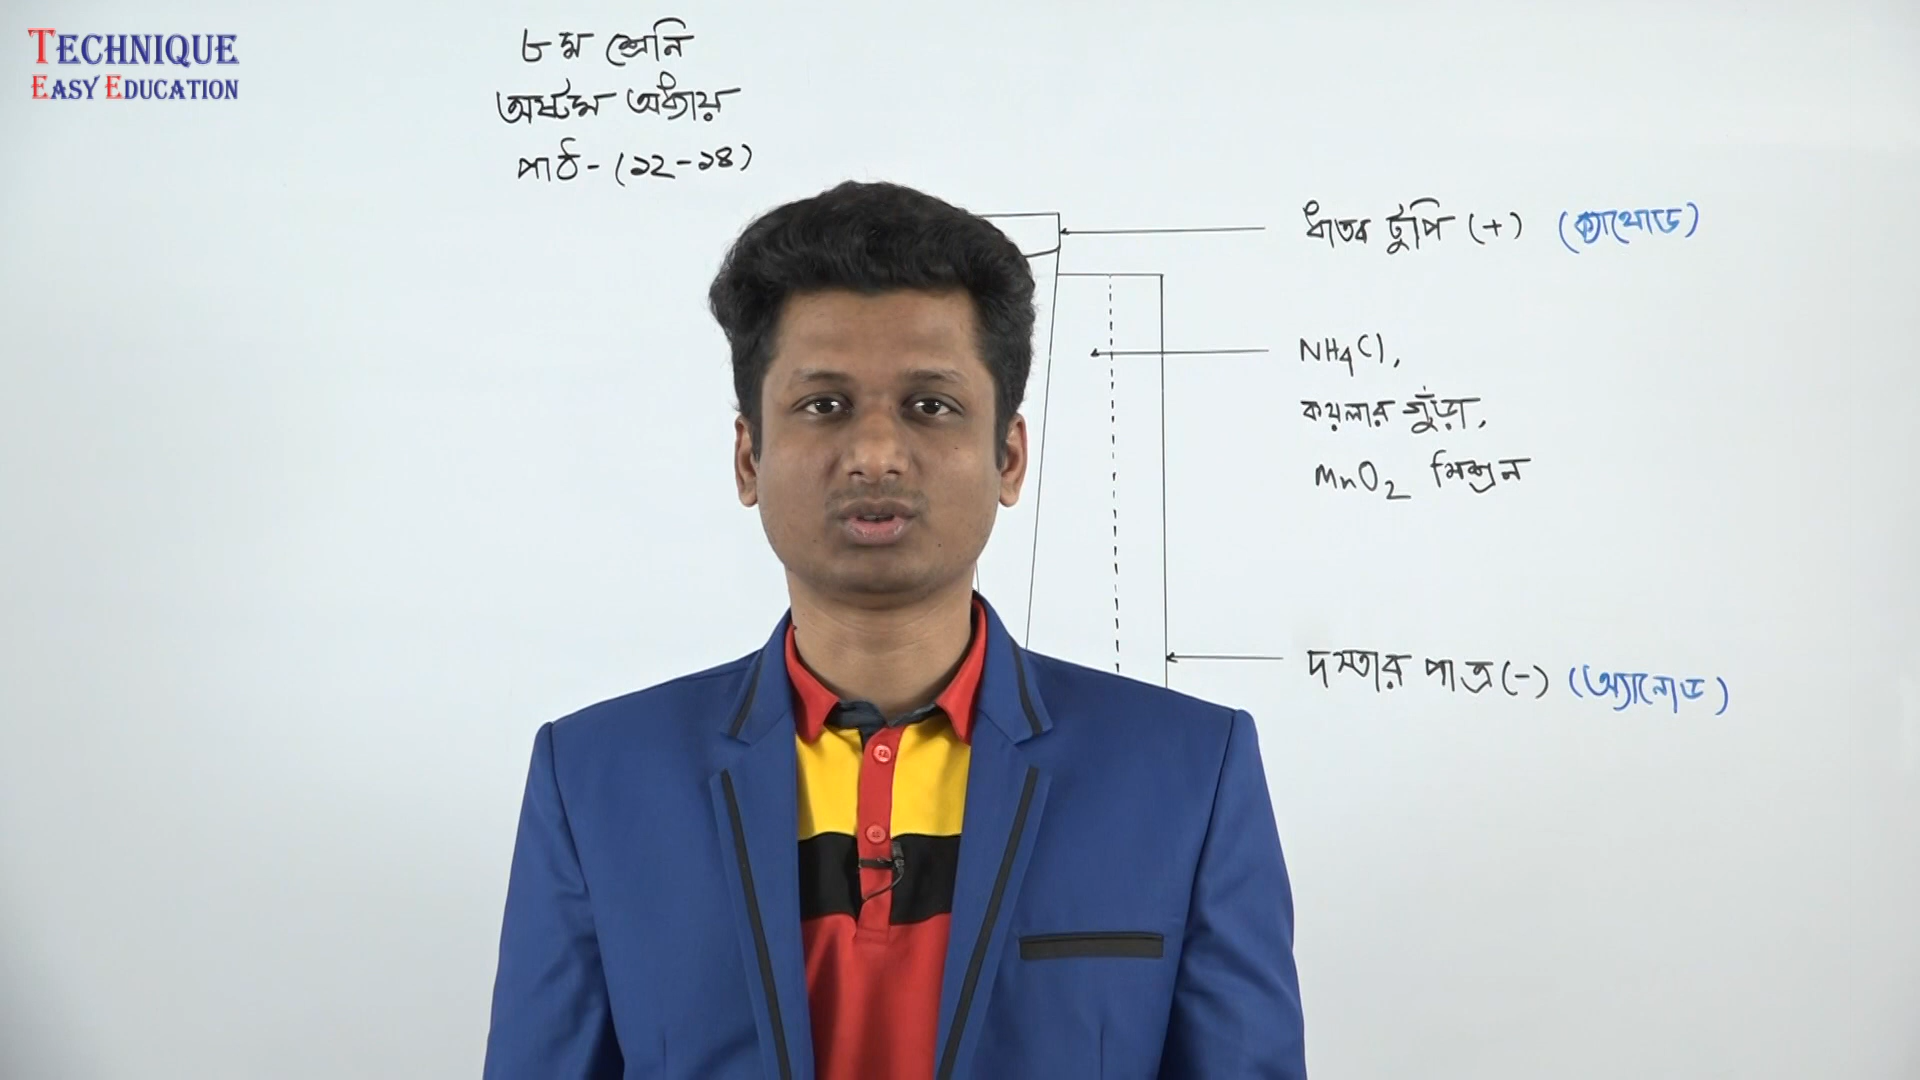 TECHNIQUE
EASY EDUCATION
৮ম শ্রেনি
অষ্টম অধ্যায়
পাঠ-(১২-১৪)
ধাতব টুপি (+) (ক্যাথোড)
NH4Cl,
কয়লার গুঁড়া,
MnO2 মিশ্রন
দস্তার পাত্র (-) (অ্যানোড)